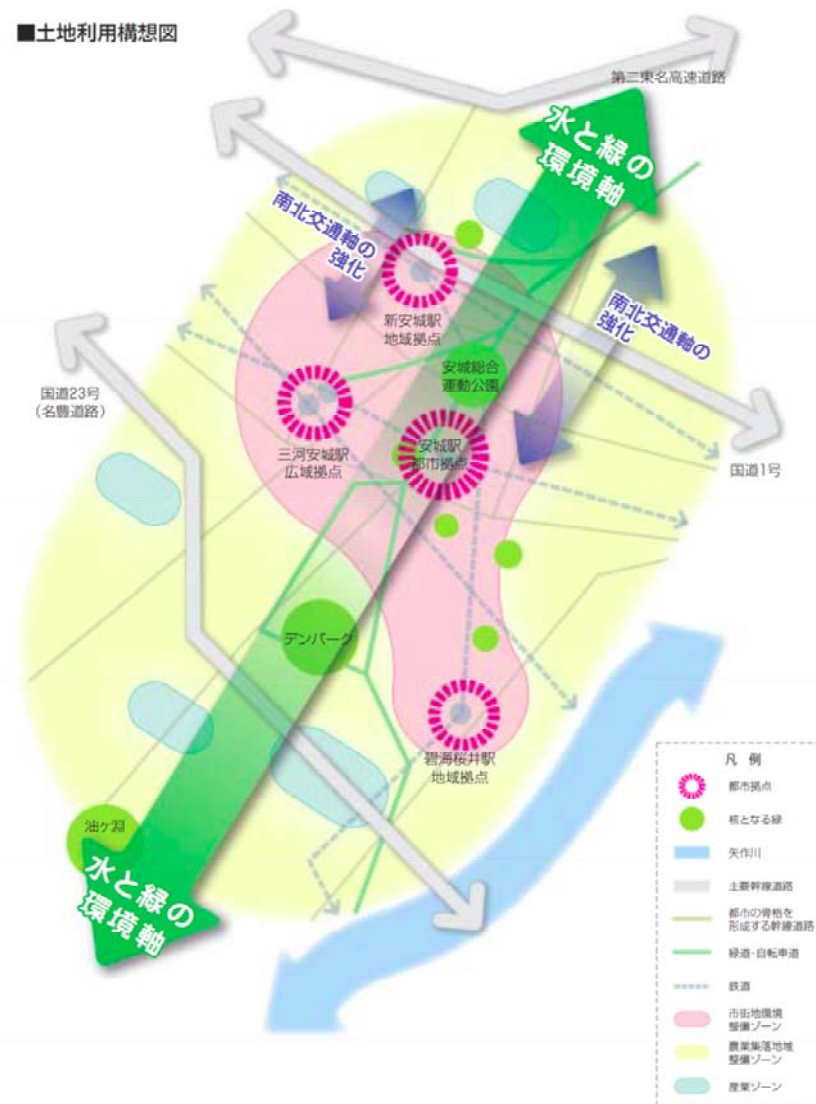 ■土地利用構想図
第二東名高速道路
水と緑の
環境軸
南北交通軸の
強化
新安城駅
地域拠点
南北交通軸の
強化
安城総合
運動公園
国道23号
（名豊道路）
三河安城駅
広域拠点
安城駅
都市拠点
国道1号
デンパーク
碧海桜井駅
地域拠点
油ケ淵
水と緑の
環境軸
凡 例
都市拠点
核となる緑
矢作川
主要幹線道路
都市の骨格を
形成する幹線道路
緑道・自転車道
鉄道
市街地環境
整備ゾーン
農業集落地域
整備ゾーン
産業ゾーン